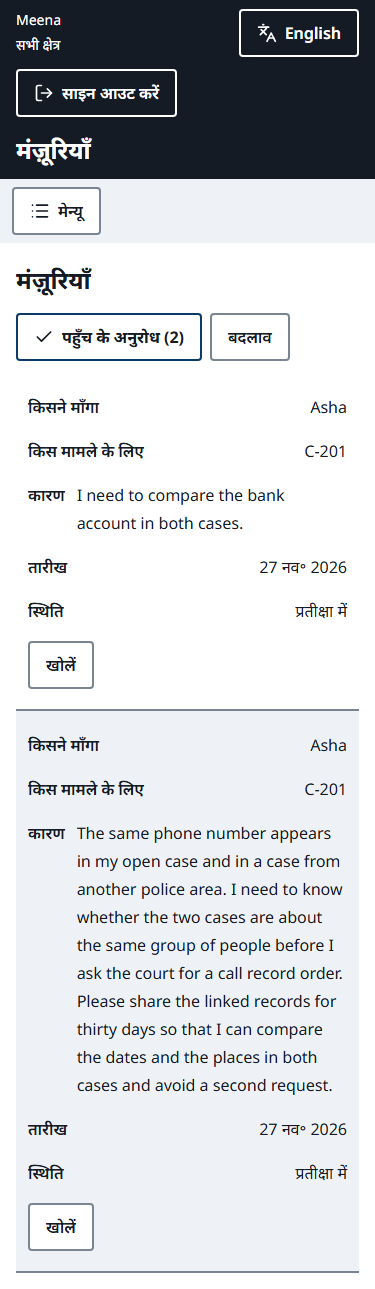 Meena
सभी क्षेत्र
English
साइन आउट करें
मंज़ूरियाँ
मेन्यू
मंज़ूरियाँ
पहुँच के अनुरोध (2)
बदलाव
किसने माँगा Asha
किस मामले के लिए C-201
कारण I need to compare the bank
account in both cases.
तारीख 27 नव॰ 2026
स्थिति प्रतीक्षा में
खोलें
किसने माँगा Asha
किस मामले के लिए C-201
कारण The same phone number appears
in my open case and in a case from
another police area. I need to know
whether the two cases are about
the same group of people before I
ask the court for a call record order.
Please share the linked records for
thirty days so that I can compare
the dates and the places in both
cases and avoid a second request.
तारीख 27 नव॰ 2026
स्थिति प्रतीक्षा में
खोलें